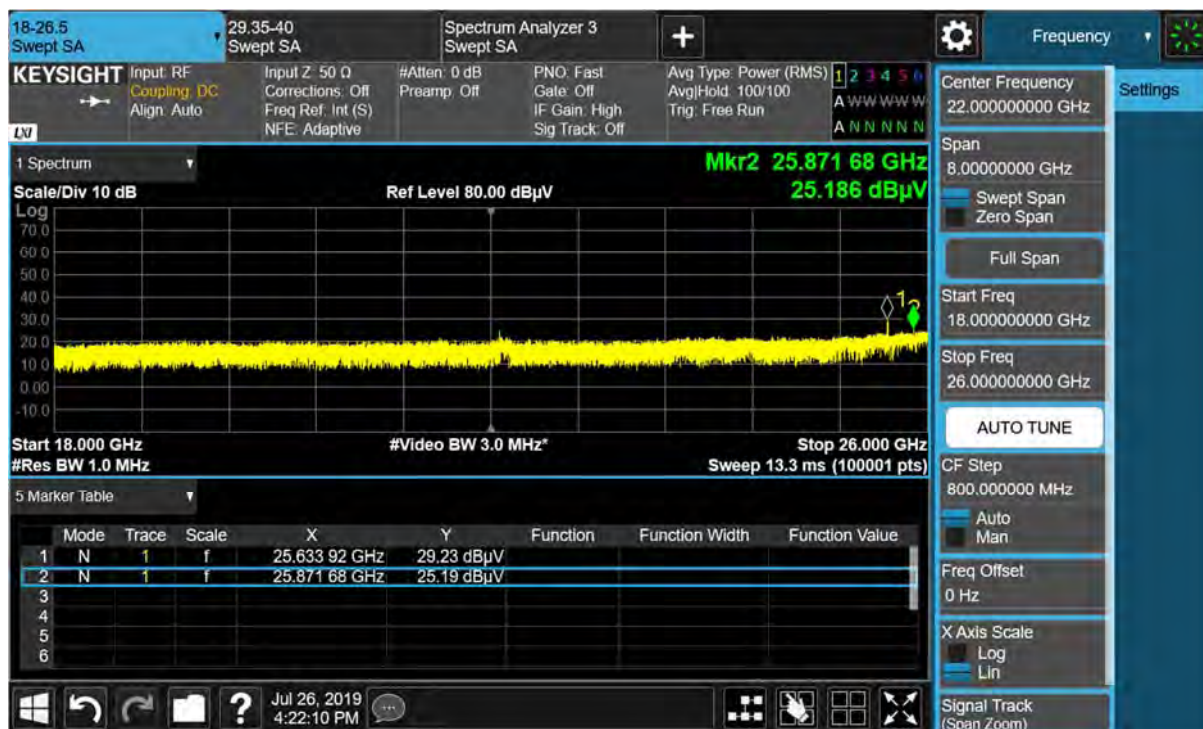 18-26.5
Swept SA
29.35-40
Swept SA
Spectrum Analyzer 3
Swept SA
+
Frequency
KEYSIGHT
LXI
Input: RF
Coupling: DC
Align: Auto
Input Z: 50 Ω
Corrections: Off
Freq Ref: Int (S)
NFE: Adaptive
#Atten: 0 dB
Preamp: Off
PNO: Fast
Gate: Off
IF Gain: High
Sig Track: Off
Avg Type: Power (RMS)
Avg|Hold: 100/100
Trig: Free Run
1 2 3 4 5 6
A W W W W W
A N N N N N
1 Spectrum
Mkr2 25.871 68 GHz
Scale/Div 10 dB
Ref Level 80.00 dBµV
25.186 dBµV
Log
70.0
60.0
50.0
40.0
30.0
20.0
10.0
0.00
-10.0
1
2
Start 18.000 GHz
#Video BW 3.0 MHz*
Stop 26.000 GHz
#Res BW 1.0 MHz
Sweep 13.3 ms (100001 pts)
5 Marker Table
Mode Trace Scale X Y Function Function Width Function Value
1 N 1 f 25.633 92 GHz 29.23 dBµV
2 N 1 f 25.871 68 GHz 25.19 dBµV
3
4
5
6
?
Jul 26, 2019
4:22:10 PM
Center Frequency
22.000000000 GHz
Settings
Span
8.00000000 GHz
Swept Span
Zero Span
Full Span
Start Freq
18.000000000 GHz
Stop Freq
26.000000000 GHz
AUTO TUNE
CF Step
800.000000 MHz
Auto
Man
Freq Offset
0 Hz
X Axis Scale
Log
Lin
Signal Track
(Span Zoom)